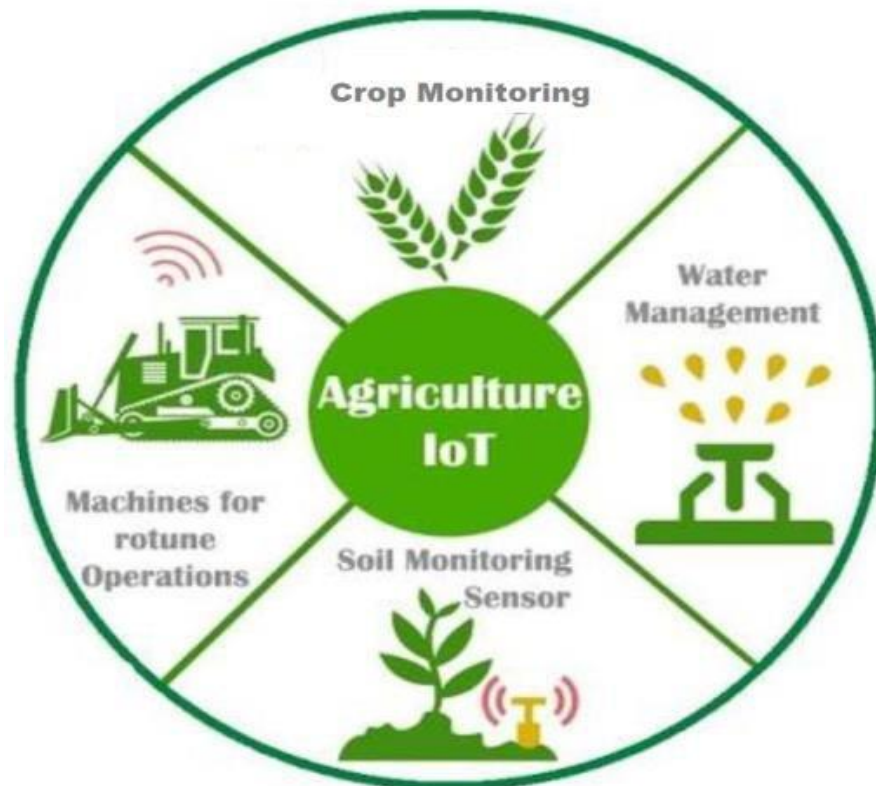 Crop Monitoring
Water
Management
Agriculture
IoT
Machines for
rotune
Operations
Soil Monitoring
Sensor